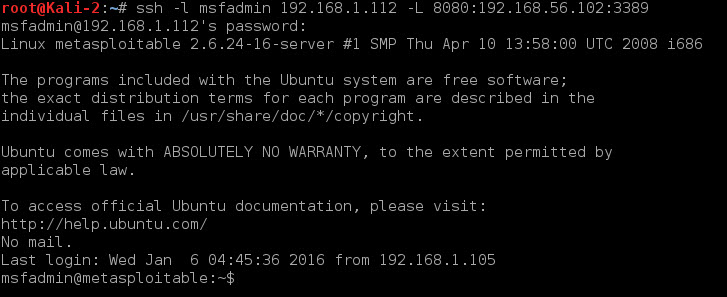 root@Kali-2:~# ssh -l msfadmin 192.168.1.112 -L 8080:192.168.56.102:3389
msfadmin@192.168.1.112's password:
Linux metasploitable 2.6.24-16-server #1 SMP Thu Apr 10 13:58:00 UTC 2008 i686
The programs included with the Ubuntu system are free software;
the exact distribution terms for each program are described in the
individual files in /usr/share/doc/*/copyright.
Ubuntu comes with ABSOLUTELY NO WARRANTY, to the extent permitted by
applicable law.
To access official Ubuntu documentation, please visit:
http://help.ubuntu.com/
No mail.
Last login: Wed Jan  6 04:45:36 2016 from 192.168.1.105
msfadmin@metasploitable:~$